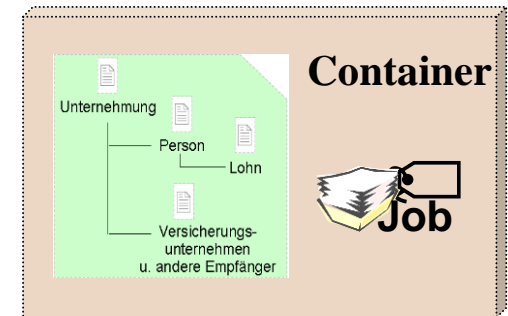 Container
Unternehmung
Person
Lohn
Versicherungs-
unternehmen
u. andere Empfänger
Job